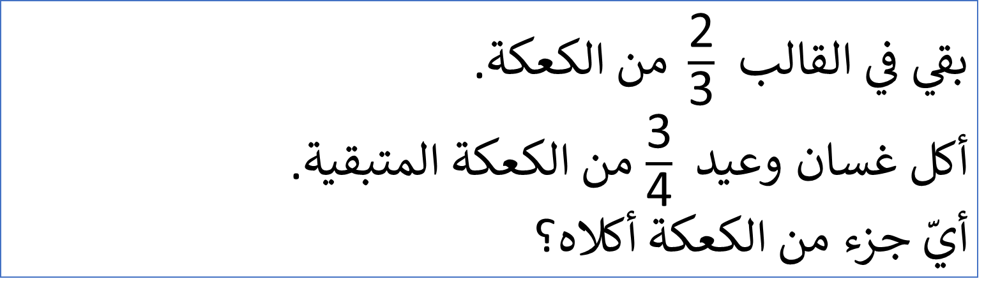 بقي في القالب 2/3 من الكعكة.
أكل غسان وعيد 3/4 من الكعكة المتبقية.
أيّ جزء من الكعكة أكلاه؟